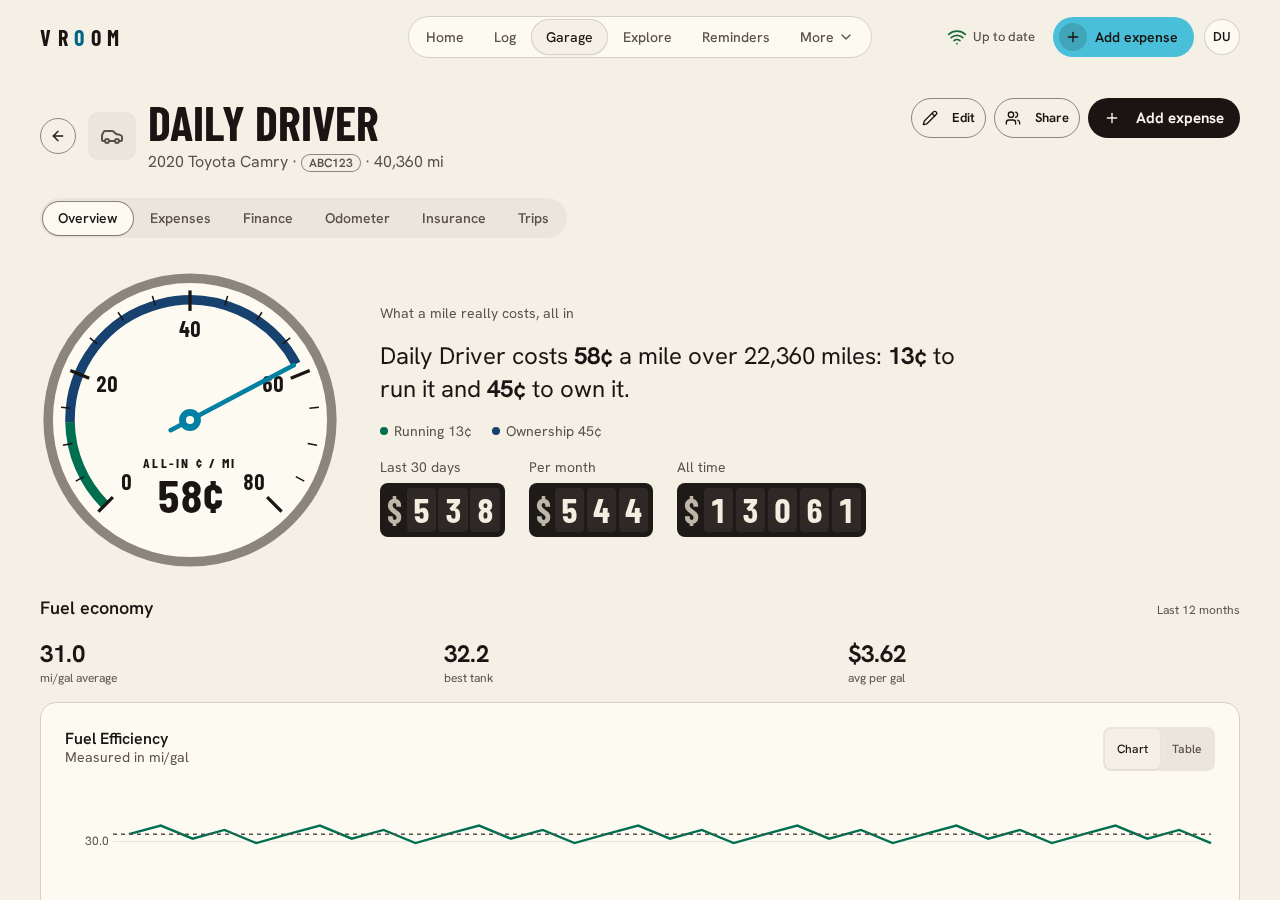 VROOM
Home Log Garage Explore Reminders More
Up to date
Add expense
DU
DAILY DRIVER
2020 Toyota Camry · ABC123 · 40,360 mi
Edit Share Add expense
Overview Expenses Finance Odometer Insurance Trips
40
20 60
0 80
ALL-IN ¢ / MI
58¢
What a mile really costs, all in
Daily Driver costs 58¢ a mile over 22,360 miles: 13¢ to
run it and 45¢ to own it.
Running 13¢ Ownership 45¢
Last 30 days Per month All time
$538 $544 $13061
Fuel economy
Last 12 months
31.0 32.2 $3.62
mi/gal average best tank avg per gal
Fuel Efficiency
Measured in mi/gal
Chart Table
30.0